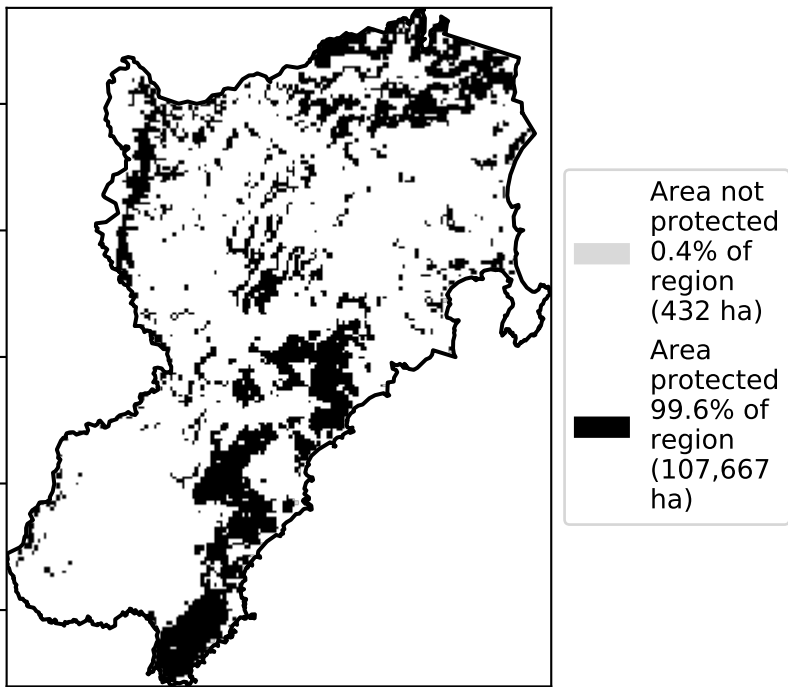 Area not
protected
0.4% of
region
(432 ha)
Area
protected
99.6% of
region
(107,667
ha)